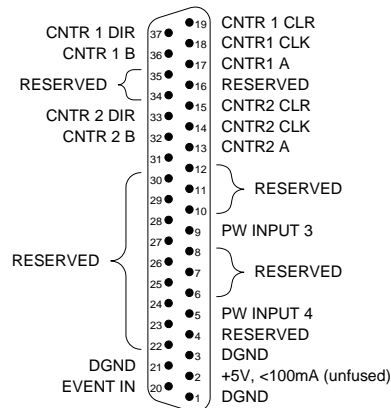 19 CNTR 1 CLR
CNTR 1 DIR 37
18 CNTR1 CLK
CNTR 1 B 36
17 CNTR1 A
35
RESERVED
16 RESERVED
34
15 CNTR2 CLR
CNTR 2 DIR 33
14 CNTR2 CLK
CNTR 2 B 32
13 CNTR2 A
31
12
30
11 RESERVED
29
10
28
9 PW INPUT 3
27
8
RESERVED 26
7 RESERVED
25
6
24
5 PW INPUT 4
23
4 RESERVED
22
3 DGND
DGND 21
2 +5V, <100mA (unfused)
EVENT IN 20
1 DGND